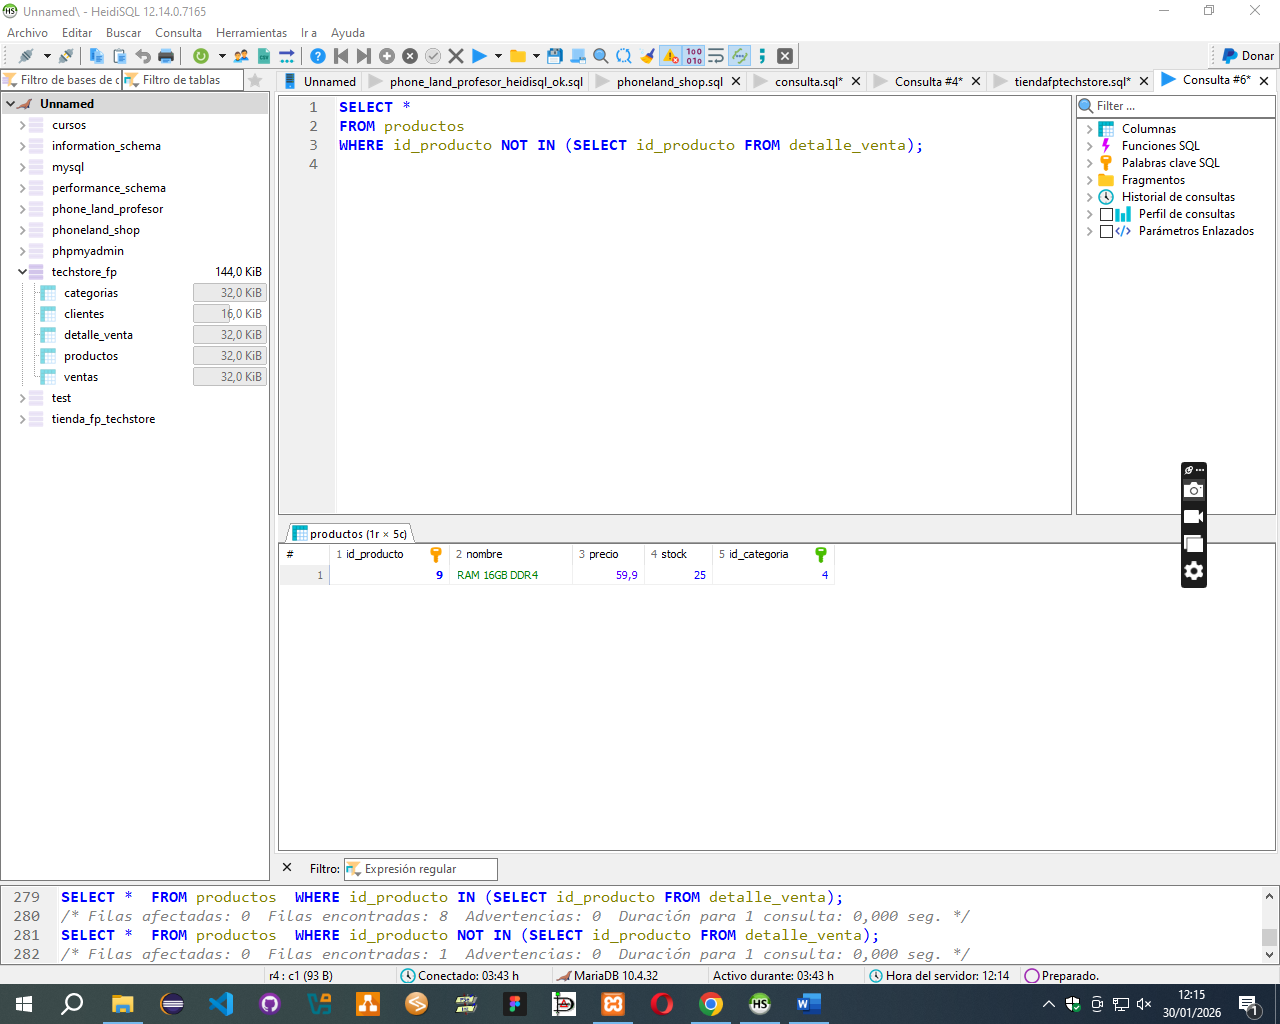 Unnamed\ - HeidiSQL 12.14.0.7165
Archivo Editar Buscar Consulta Herramientas Ir a Ayuda
Donar
Filtro de bases de d Filtro de tablas
Unnamed phone_land_profesor_heidisql_ok.sql phoneland_shop.sql consulta.sql* Consulta #4* tiendafptechstore.sql* Consulta #6*
Unnamed
cursos
information_schema
mysql
performance_schema
phone_land_profesor
phoneland_shop
phpmyadmin
techstore_fp 144,0 KiB
categorias 32,0 KiB
clientes 16,0 KiB
detalle_venta 32,0 KiB
productos 32,0 KiB
ventas 32,0 KiB
test
tienda_fp_techstore
1 SELECT *
2 FROM productos
3 WHERE id_producto NOT IN (SELECT id_producto FROM detalle_venta);
4
Filter ...
Columnas
Funciones SQL
Palabras clave SQL
Fragmentos
Historial de consultas
Perfil de consultas
Parámetros Enlazados
productos (1r × 5c)
# 1 id_producto 2 nombre 3 precio 4 stock 5 id_categoria
1 9 RAM 16GB DDR4 59,9 25 4
Filtro: Expresión regular
279 SELECT * FROM productos WHERE id_producto IN (SELECT id_producto FROM detalle_venta);
280 /* Filas afectadas: 0 Filas encontradas: 8 Advertencias: 0 Duración para 1 consulta: 0,000 seg. */
281 SELECT * FROM productos WHERE id_producto NOT IN (SELECT id_producto FROM detalle_venta);
282 /* Filas afectadas: 0 Filas encontradas: 1 Advertencias: 0 Duración para 1 consulta: 0,000 seg. */
r4 : c1 (93 B) Conectado: 03:43 h MariaDB 10.4.32 Activo durante: 03:43 h Hora del servidor: 12:14 Preparado.
12:15
30/01/2026